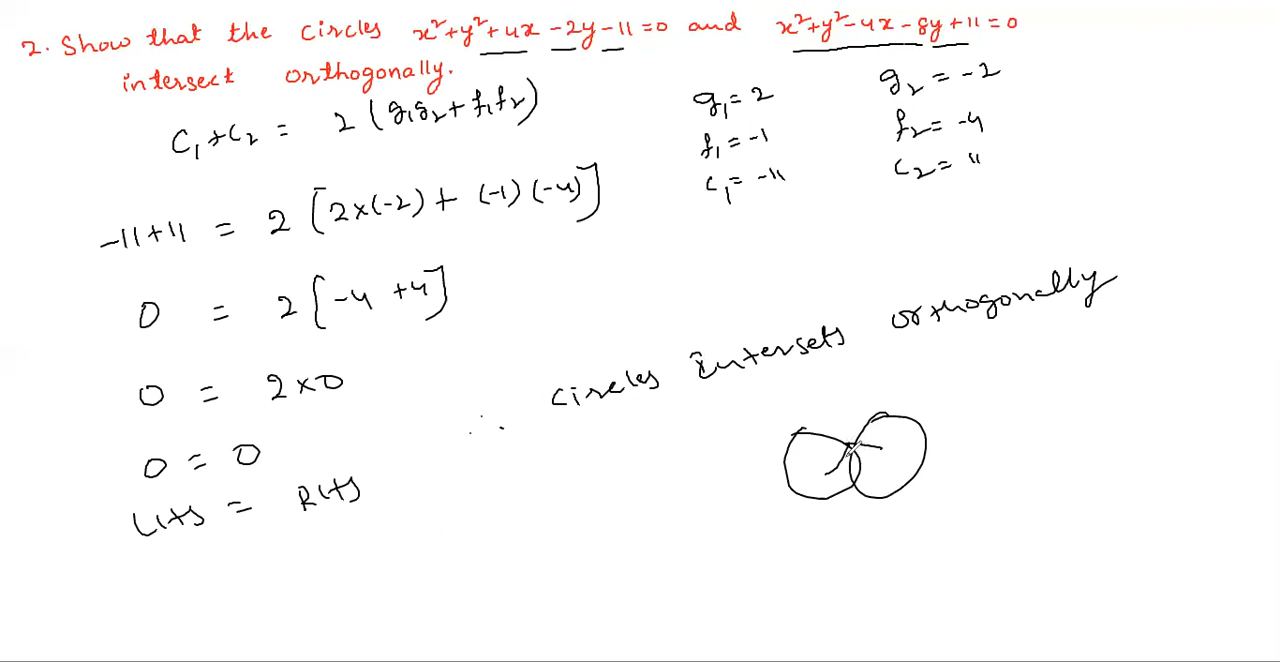 2. Show that the circles x²+y²+4x-2y-11=0 and x²+y²-4x-8y+11=0
intersect orthogonally.
C₁+C₂ = 2(g₁g₂+f₁f₂)
g₁=2
g₂=-2
f₁=-1
f₂=-4
c₁=-11
c₂=11
-11+11 = 2[2x(-2)+(-1)(-4)]
0 = 2[-4+4]
0 = 2×0
∴ circles intersets orthogonally
0=0
LHS = RHS